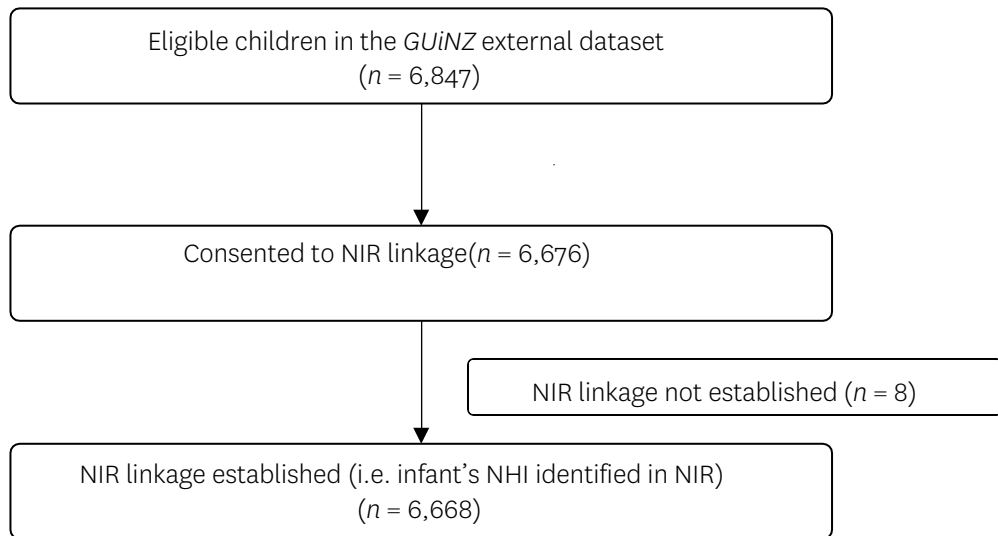 Eligible children in the GUiNZ external dataset
(n = 6,847)
Consented to NIR linkage(n = 6,676)
NIR linkage not established (n = 8)
NIR linkage established (i.e. infant’s NHI identified in NIR)
(n = 6,668)